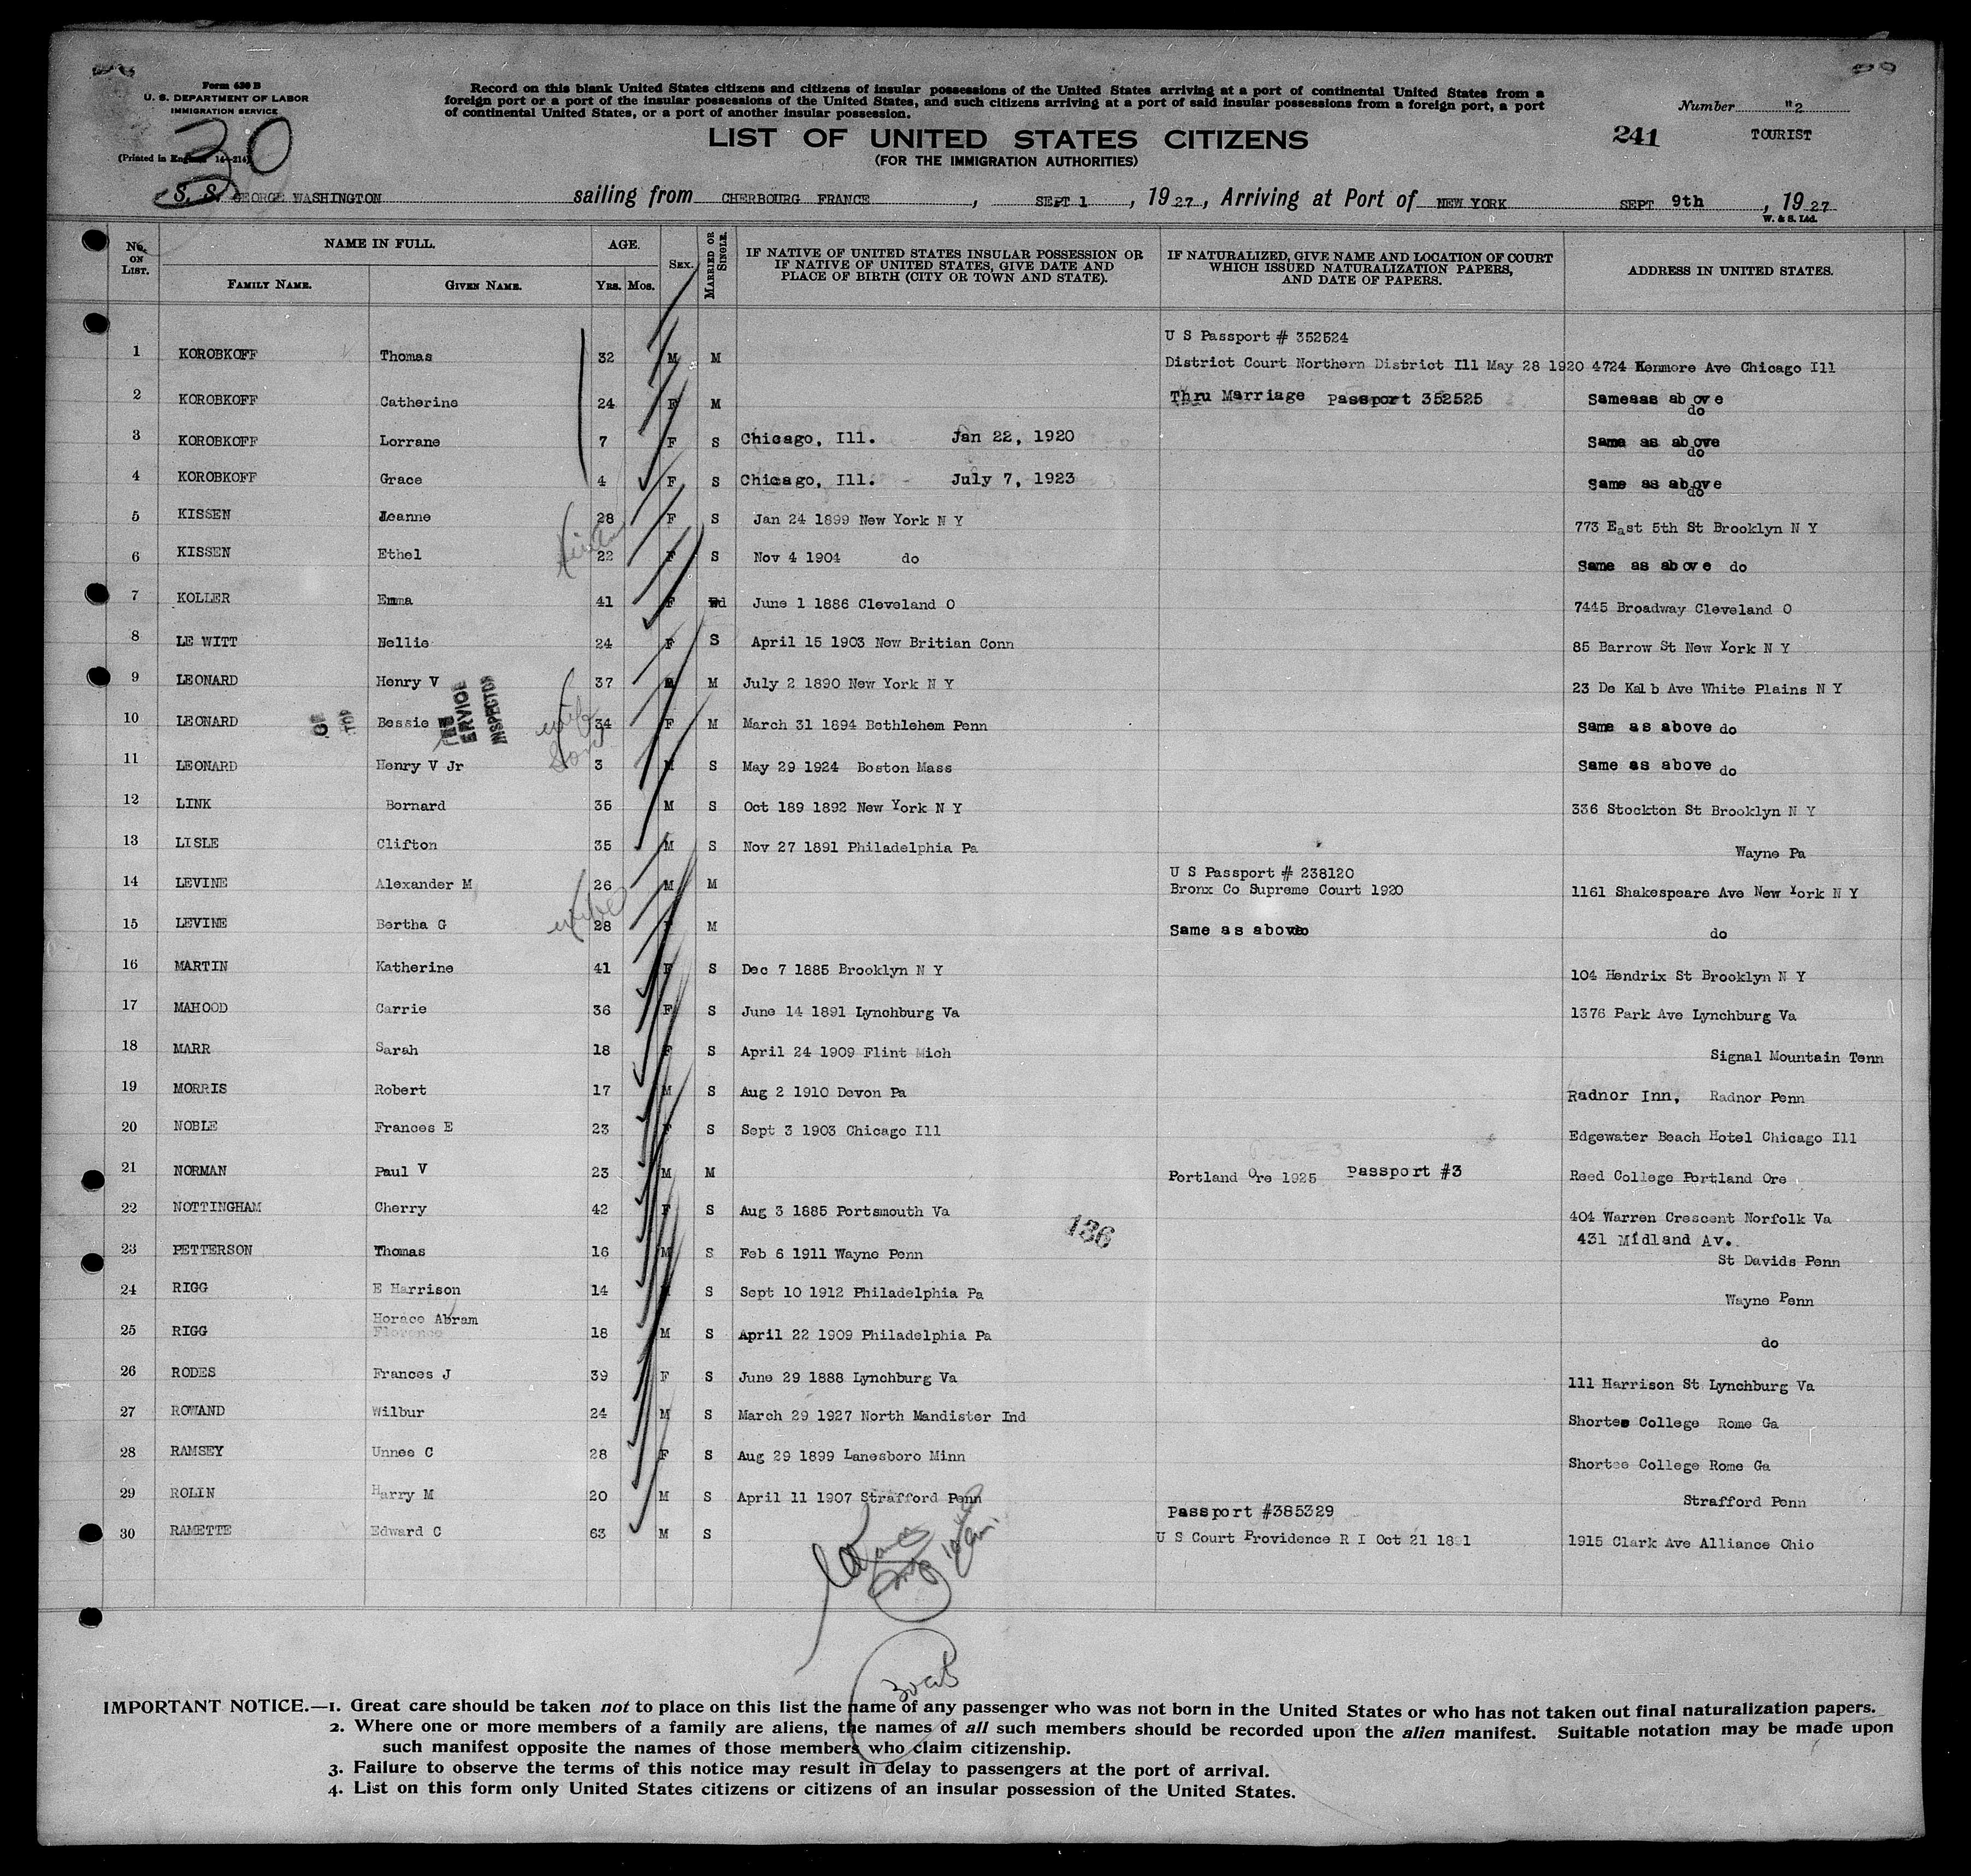 Form 630 B
U. S. DEPARTMENT OF LABOR
IMMIGRATION SERVICE
30
Record on this blank United States citizens and citizens of insular possessions of the United States arriving at a port of continental United States from a
foreign port or a port of the insular possessions of the United States, and such citizens arriving at a port of said insular possessions from a foreign port, a port
of continental United States, or a port of another insular possession.
Number "2
LIST OF UNITED STATES CITIZENS
(FOR THE IMMIGRATION AUTHORITIES)
241 TOURIST
S. S. GEORGE WASHINGTON sailing from CHERBOURG FRANCE, SEPT 1, 1927, Arriving at Port of NEW YORK SEPT 9th, 1927
W. & S. Ltd.
No. ON LIST. NAME IN FULL. FAMILY NAME. GIVEN NAME. AGE. YRS. MOS. SEX. MARRIED OR SINGLE. IF NATIVE OF UNITED STATES INSULAR POSSESSION OR IF NATIVE OF UNITED STATES, GIVE DATE AND PLACE OF BIRTH (CITY OR TOWN AND STATE). IF NATURALIZED, GIVE NAME AND LOCATION OF COURT WHICH ISSUED NATURALIZATION PAPERS, AND DATE OF PAPERS. ADDRESS IN UNITED STATES.
U S Passport # 352524
1 KOROBKOFF Thomas 32 M M District Court Northern District Ill May 28 1920 4724 Kenmore Ave Chicago Ill
2 KOROBKOFF Catherine 24 F M Thru Marriage Passport 352525 Sameaas above do
3 KOROBKOFF Lorrane 7 F S Chicago, Ill. Jan 22, 1920 Same as above do
4 KOROBKOFF Grace 4 F S Chicago, Ill. July 7, 1923 Same as above do
5 KISSEN Jeanne 28 F S Jan 24 1899 New York N Y 773 East 5th St Brooklyn N Y
6 KISSEN Ethel 22 F S Nov 4 1904 do Same as above do
7 KOLLER Emma 41 F Wd June 1 1886 Cleveland O 7445 Broadway Cleveland O
8 LE WITT Nellie 24 F S April 15 1903 New Britian Conn 85 Barrow St New York N Y
9 LEONARD Henry V 37 M M July 2 1890 New York N Y 23 De Kalb Ave White Plains N Y
10 LEONARD Bessie wife 34 F M March 31 1894 Bethlehem Penn Same as above do
ERVICE
INSPECTOR
11 LEONARD Henry V Jr Son 3 M S May 29 1924 Boston Mass Same as above do
12 LINK Bernard 35 M S Oct 189 1892 New York N Y 336 Stockton St Brooklyn N Y
13 LISLE Clifton 35 M S Nov 27 1891 Philadelphia Pa Wayne Pa
U S Passport # 238120
14 LEVINE Alexander M 26 M M Bronx Co Supreme Court 1920 1161 Shakespeare Ave New York N Y
15 LEVINE Bertha G wife 28 F M Same as above do do
16 MARTIN Katherine 41 F S Dec 7 1885 Brooklyn N Y 104 Hendrix St Brooklyn N Y
17 MAHOOD Carrie 36 F S June 14 1891 Lynchburg Va 1376 Park Ave Lynchburg Va
18 MARR Sarah 18 F S April 24 1909 Flint Mich Signal Mountain Tenn
19 MORRIS Robert 17 M S Aug 2 1910 Devon Pa Radnor Inn, Radnor Penn
20 NOBLE Frances E 23 F S Sept 3 1903 Chicago Ill Edgewater Beach Hotel Chicago Ill
21 NORMAN Paul V 23 M M Portland Ore 1925 Passport #3 Reed College Portland Ore
22 NOTTINGHAM Cherry 42 F S Aug 3 1885 Portsmouth Va 404 Warren Crescent Norfolk Va
136
431 Midland Av.
23 PETTERSON Thomas 16 M S Feb 6 1911 Wayne Penn St Davids Penn
24 RIGG E Harrison 14 M S Sept 10 1912 Philadelphia Pa Wayne Penn
25 RIGG Horace Abram Florence 18 M S April 22 1909 Philadelphia Pa do
26 RODES Frances J 39 F S June 29 1888 Lynchburg Va 111 Harrison St Lynchburg Va
27 ROWAND Wilbur 24 M S March 29 1927 North Mandister Ind Shortee College Rome Ga
28 RAMSEY Unnee C 28 F S Aug 29 1899 Lanesboro Minn Shortee College Rome Ga
29 ROLIN Harry M 20 M S April 11 1907 Strafford Penn Strafford Penn
Passport #385329
30 RAMETTE Edward C 63 M S U S Court Providence R I Oct 21 1891 1915 Clark Ave Alliance Ohio
IMPORTANT NOTICE.—1. Great care should be taken not to place on this list the name of any passenger who was not born in the United States or who has not taken out final naturalization papers.
2. Where one or more members of a family are aliens, the names of all such members should be recorded upon the alien manifest. Suitable notation may be made upon
such manifest opposite the names of those members who claim citizenship.
3. Failure to observe the terms of this notice may result in delay to passengers at the port of arrival.
4. List on this form only United States citizens or citizens of an insular possession of the United States.